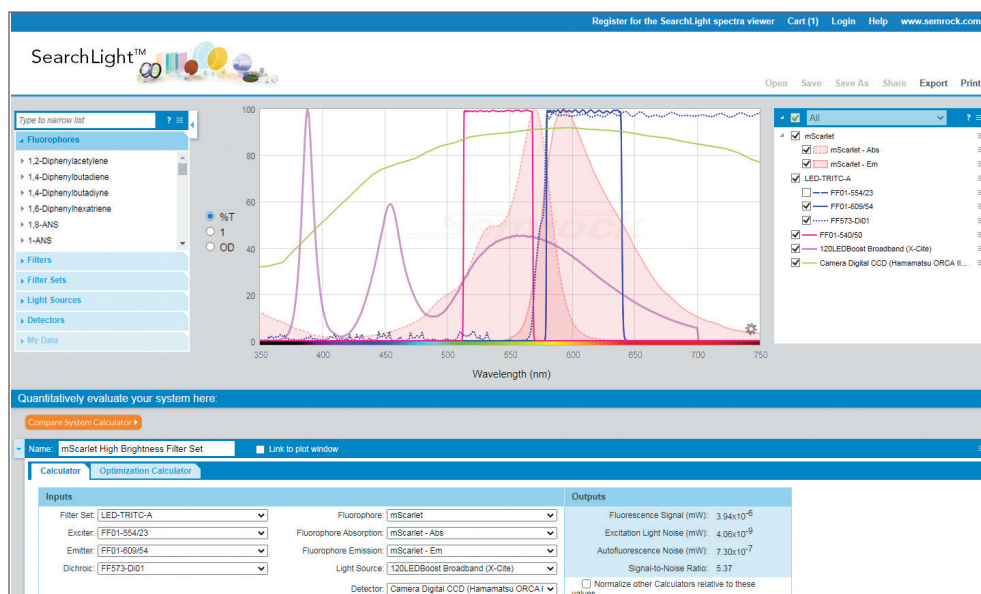 Register for the SearchLight spectra viewer Cart (1) Login Help www.semrock.com
SearchLight™
Open Save Save As Share Export Print
Type to narrow list ?
Fluorophores
1,2-Diphenylacetylene
1,4-Diphenylbutadiene
1,4-Diphenylbutadiyne
1,6-Diphenylhexatriene
1,8-ANS
1-ANS
Filters
Filter Sets
Light Sources
Detectors
My Data
%T
1
OD
100
80
60
40
20
0
Semrock
350 400 450 500 550 600 650 700 750
Wavelength (nm)
All ?
mScarlet
mScarlet - Abs
mScarlet - Em
LED-TRITC-A
FF01-554/23
FF01-609/54
FF573-Di01
FF01-540/50
120LEDBoost Broadband (X-Cite)
Camera Digital CCD (Hamamatsu ORCA II...
Quantitatively evaluate your system here:
Compare System Calculator
Name: mScarlet High Brightness Filter Set Link to plot window
Calculator Optimization Calculator
Inputs
Filter Set: LED-TRITC-A
Exciter: FF01-554/23
Emitter: FF01-609/54
Dichroic: FF573-Di01
Fluorophore: mScarlet
Fluorophore Absorption: mScarlet - Abs
Fluorophore Emission: mScarlet - Em
Light Source: 120LEDBoost Broadband (X-Cite)
Detector: Camera Digital CCD (Hamamatsu ORCA I
Outputs
Fluorescence Signal (mW): 3.94x10-6
Excitation Light Noise (mW): 4.06x10-9
Autofluorescence Noise (mW): 7.30x10-7
Signal-to-Noise Ratio: 5.37
Normalize other Calculators relative to these
values